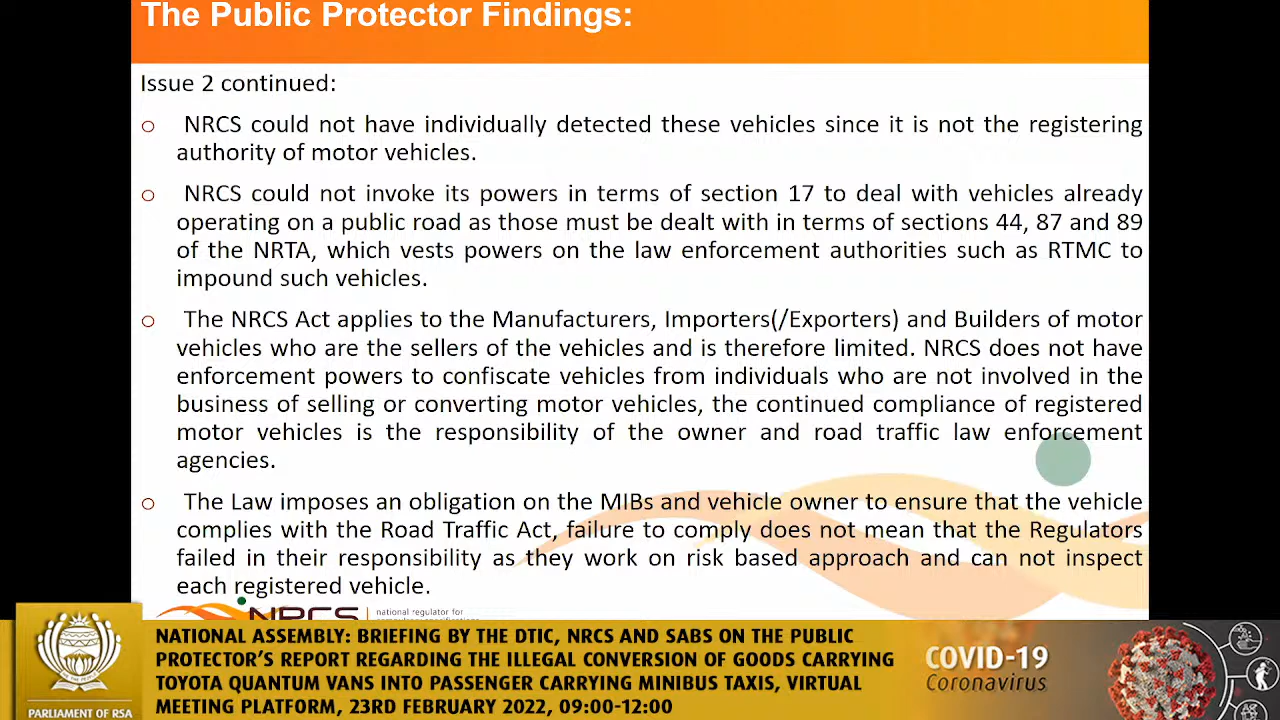 The Public Protector Findings:
Issue 2 continued:
o NRCS could not have individually detected these vehicles since it is not the registering
authority of motor vehicles.
o NRCS could not invoke its powers in terms of section 17 to deal with vehicles already
operating on a public road as those must be dealt with in terms of sections 44, 87 and 89
of the NRTA, which vests powers on the law enforcement authorities such as RTMC to
impound such vehicles.
o The NRCS Act applies to the Manufacturers, Importers(/Exporters) and Builders of motor
vehicles who are the sellers of the vehicles and is therefore limited. NRCS does not have
enforcement powers to confiscate vehicles from individuals who are not involved in the
business of selling or converting motor vehicles, the continued compliance of registered
motor vehicles is the responsibility of the owner and road traffic law enforcement
agencies.
o The Law imposes an obligation on the MIBs and vehicle owner to ensure that the vehicle
complies with the Road Traffic Act, failure to comply does not mean that the Regulators
failed in their responsibility as they work on risk based approach and can not inspect
each registered vehicle.
NRCS
national regulator for
NATIONAL ASSEMBLY: BRIEFING BY THE DTIC, NRCS AND SABS ON THE PUBLIC
PROTECTOR'S REPORT REGARDING THE ILLEGAL CONVERSION OF GOODS CARRYING
TOYOTA QUANTUM VANS INTO PASSENGER CARRYING MINIBUS TAXIS, VIRTUAL
MEETING PLATFORM, 23RD FEBRUARY 2022, 09:00-12:00
PARLIAMENT OF RSA
COVID-19
Coronavirus